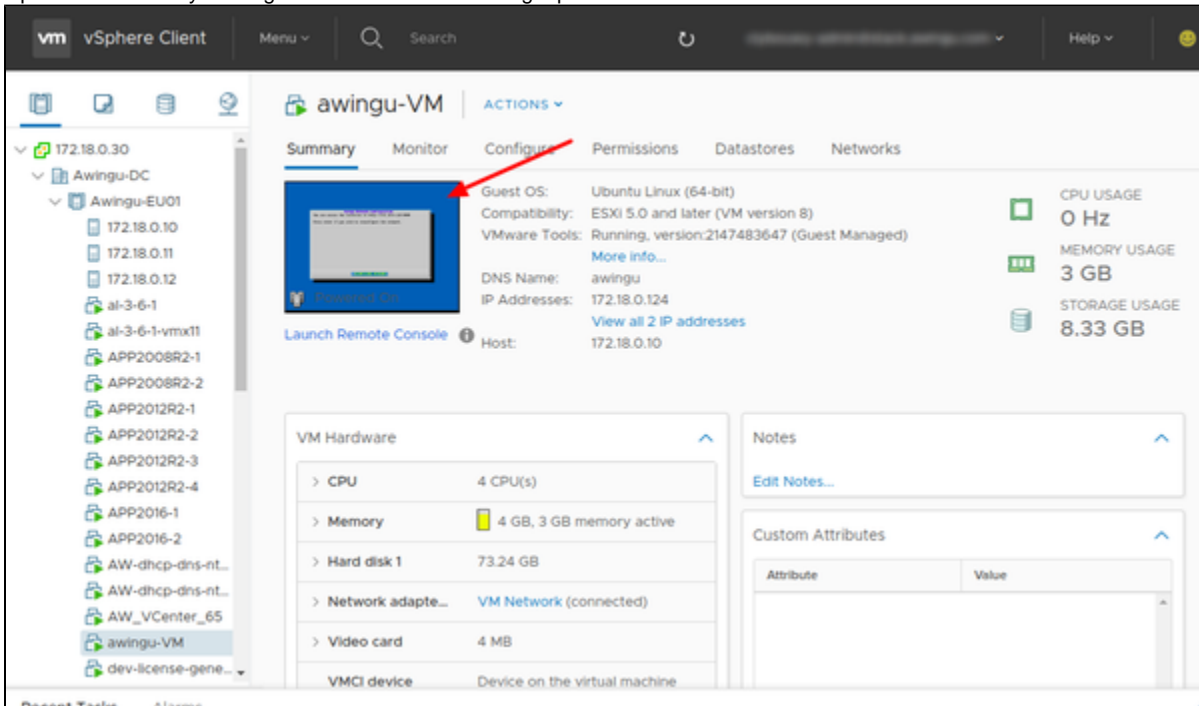 vm vSphere Client Menu Search Help
awingu-VM ACTIONS
172.18.0.30
Awingu-DC
Awingu-EU01
172.18.0.10
172.18.0.11
172.18.0.12
al-3-6-1
al-3-6-1-vmx11
APP2008R2-1
APP2008R2-2
APP2012R2-1
APP2012R2-2
APP2012R2-3
APP2012R2-4
APP2016-1
APP2016-2
AW-dhcp-dns-nt...
AW-dhcp-dns-nt...
AW_VCenter_65
awingu-VM
dev-license-gene...
Summary Monitor Configure Permissions Datastores Networks
Powered On
Launch Remote Console
Guest OS: Ubuntu Linux (64-bit)
Compatibility: ESXi 5.0 and later (VM version 8)
VMware Tools: Running, version:2147483647 (Guest Managed)
More info...
DNS Name: awingu
IP Addresses: 172.18.0.124
View all 2 IP addresses
Host: 172.18.0.10
CPU USAGE
0 Hz
MEMORY USAGE
3 GB
STORAGE USAGE
8.33 GB
VM Hardware
> CPU 4 CPU(s)
> Memory 4 GB, 3 GB memory active
> Hard disk 1 73.24 GB
> Network adapte... VM Network (connected)
> Video card 4 MB
VMCI device Device on the virtual machine
Notes
Edit Notes...
Custom Attributes
Attribute Value
Recent Tasks Alarms